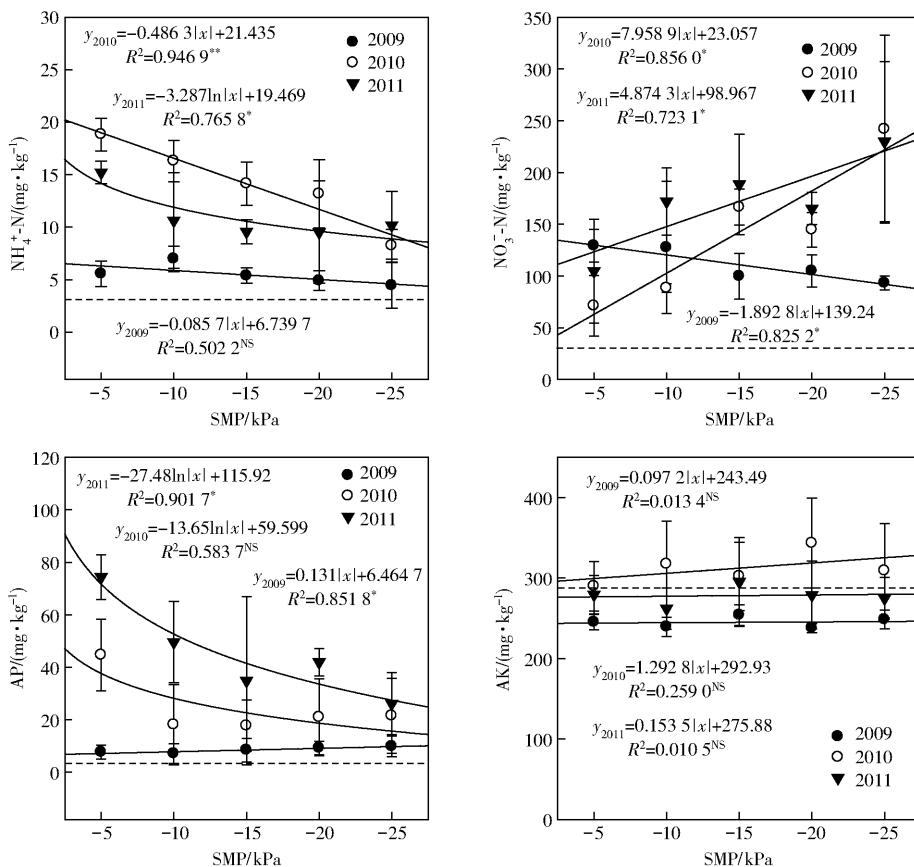 y2010=−0.486 3|x|+21.435
R²=0.946 9**
2009
2010
2011
y2011=−3.287ln|x|+19.469
R²=0.765 8*
y2009=−0.085 7|x|+6.739 7
R²=0.502 2NS
30
25
20
15
10
5
0
NH4+-N/(mg·kg−1)
−5 −10 −15 −20 −25
SMP/kPa
y2010=7.958 9|x|+23.057
R²=0.856 0*
2009
2010
2011
y2011=4.874 3|x|+98.967
R²=0.723 1*
y2009=−1.892 8|x|+139.24
R²=0.825 2*
350
300
250
200
150
100
50
0
NO3−-N/(mg·kg−1)
−5 −10 −15 −20 −25
SMP/kPa
y2011=−27.48ln|x|+115.92
R²=0.901 7*
2009
2010
2011
y2010=−13.65ln|x|+59.599
R²=0.583 7NS
y2009=0.131|x|+6.464 7
R²=0.851 8*
120
100
80
60
40
20
0
AP/(mg·kg−1)
−5 −10 −15 −20 −25
SMP/kPa
y2009=0.097 2|x|+243.49
R²=0.013 4NS
y2010=1.292 8|x|+292.93
R²=0.259 0NS
y2011=0.153 5|x|+275.88
R²=0.010 5NS
2009
2010
2011
400
300
200
100
0
AK/(mg·kg−1)
−5 −10 −15 −20 −25
SMP/kPa